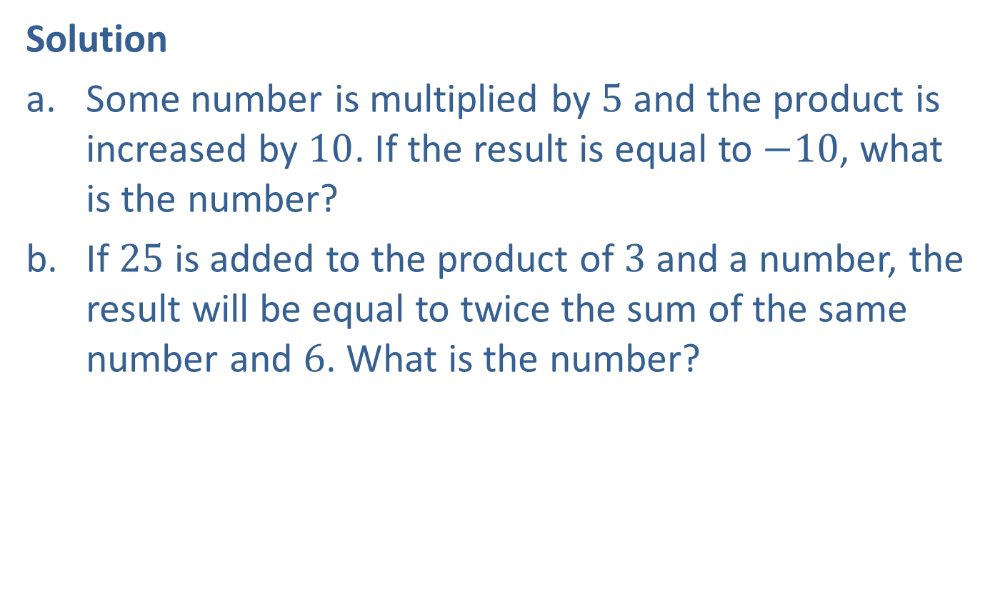 Solution
a. Some number is multiplied by 5 and the product is
increased by 10. If the result is equal to −10, what
is the number?
b. If 25 is added to the product of 3 and a number, the
result will be equal to twice the sum of the same
number and 6. What is the number?